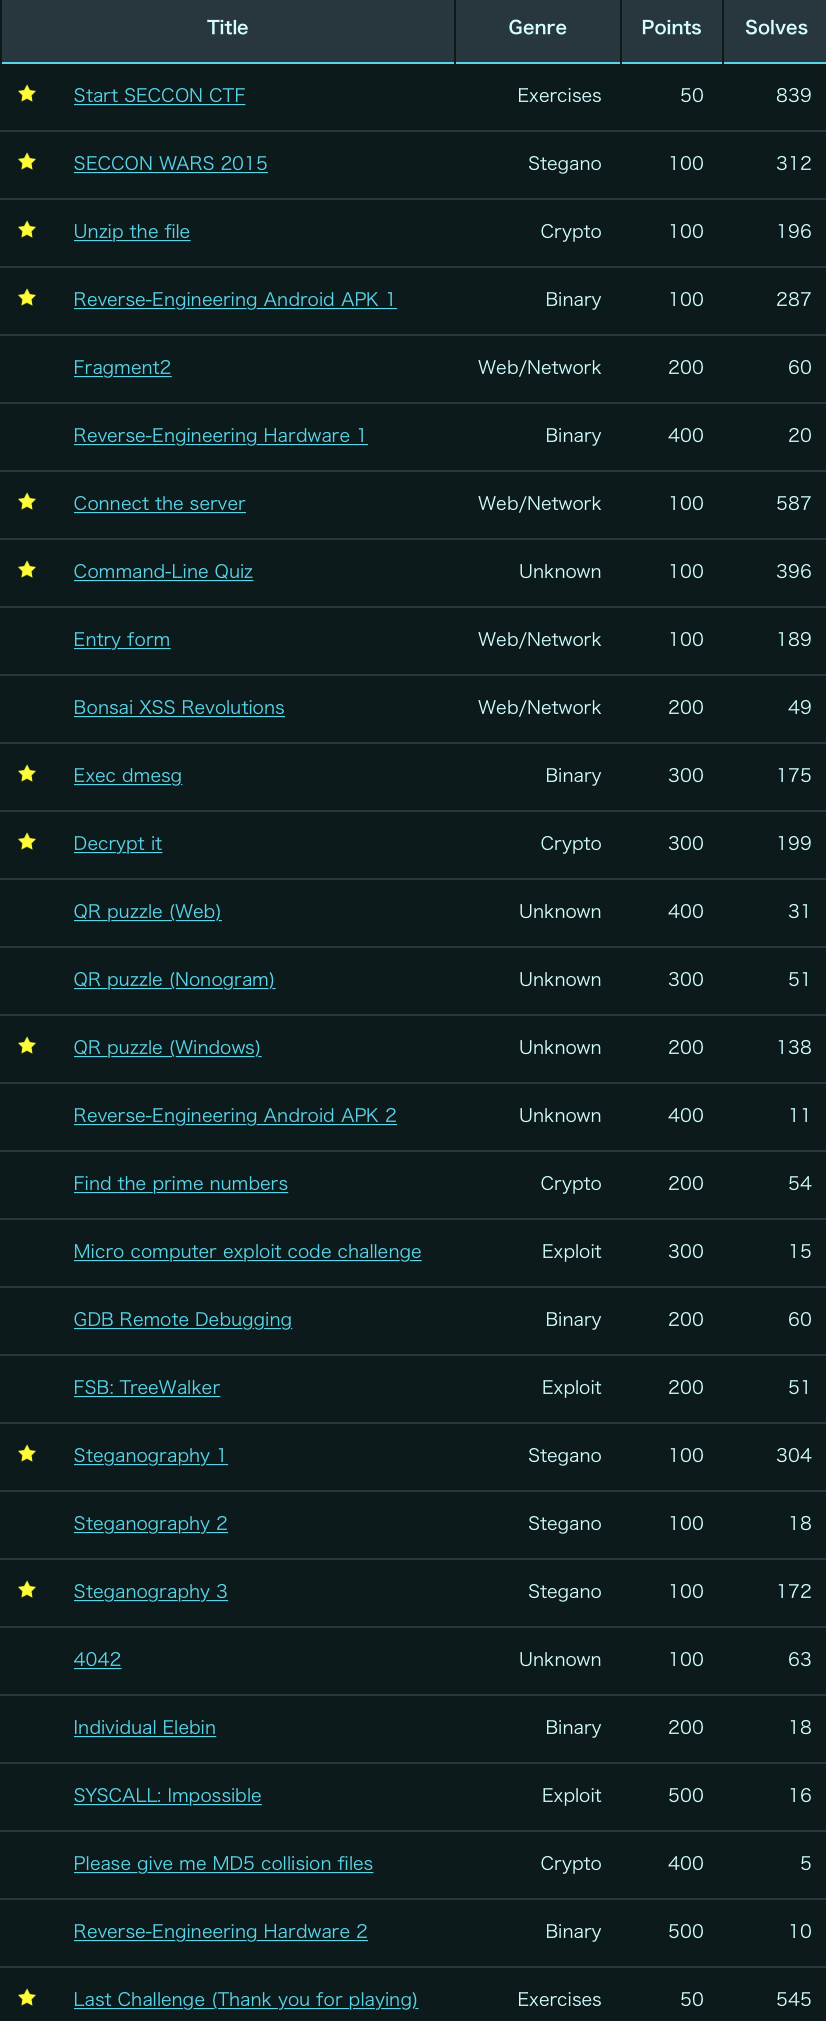 Title Genre Points Solves
Start SECCON CTF Exercises 50 839
SECCON WARS 2015 Stegano 100 312
Unzip the file Crypto 100 196
Reverse-Engineering Android APK 1 Binary 100 287
Fragment2 Web/Network 200 60
Reverse-Engineering Hardware 1 Binary 400 20
Connect the server Web/Network 100 587
Command-Line Quiz Unknown 100 396
Entry form Web/Network 100 189
Bonsai XSS Revolutions Web/Network 200 49
Exec dmesg Binary 300 175
Decrypt it Crypto 300 199
QR puzzle (Web) Unknown 400 31
QR puzzle (Nonogram) Unknown 300 51
QR puzzle (Windows) Unknown 200 138
Reverse-Engineering Android APK 2 Unknown 400 11
Find the prime numbers Crypto 200 54
Micro computer exploit code challenge Exploit 300 15
GDB Remote Debugging Binary 200 60
FSB: TreeWalker Exploit 200 51
Steganography 1 Stegano 100 304
Steganography 2 Stegano 100 18
Steganography 3 Stegano 100 172
4042 Unknown 100 63
Individual Elebin Binary 200 18
SYSCALL: Impossible Exploit 500 16
Please give me MD5 collision files Crypto 400 5
Reverse-Engineering Hardware 2 Binary 500 10
Last Challenge (Thank you for playing) Exercises 50 545